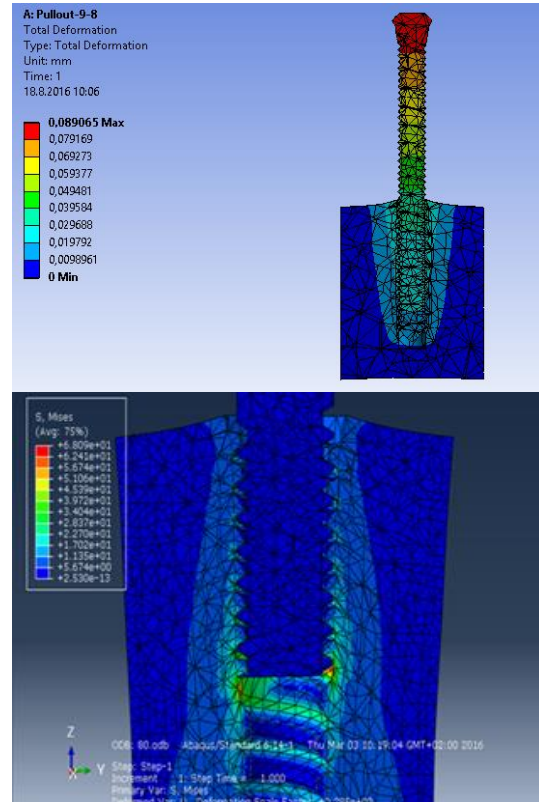 A: Pullout-9-8
Total Deformation
Type: Total Deformation
Unit: mm
Time: 1
18.8.2016 10:06
0,089065 Max
0,079169
0,069273
0,059377
0,049481
0,039584
0,029688
0,019792
0,0098961
0 Min
S, Mises
(Avg: 75%)
+6.809e+01
+6.241e+01
+5.674e+01
+5.106e+01
+4.539e+01
+3.972e+01
+3.404e+01
+2.837e+01
+2.270e+01
+1.702e+01
+1.135e+01
+5.674e+00
+2.530e-13
Z
Y
X
ODB: 80.odb Abaqus/Standard 6.14-1 Thu Mar 03 10:19:04 GMT+02:00 2016
Step: Step-1
Increment 1: Step Time = 1.000
Primary Var: S, Mises